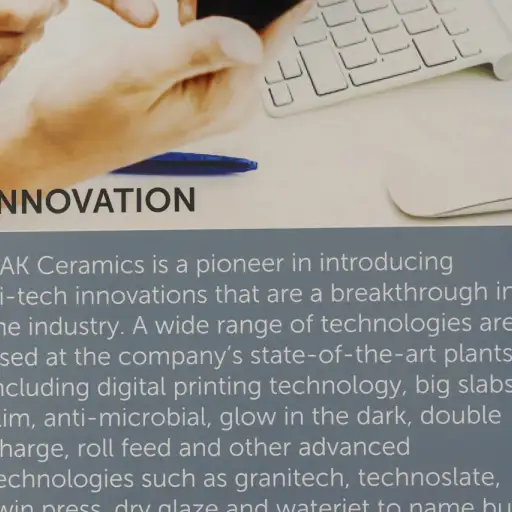 NNOVATION
AK Ceramics is a pioneer in introducing
i-tech innovations that are a breakthrough in
he industry. A wide range of technologies are
sed at the company's state-of-the-art plants
ncluding digital printing technology, big slabs
lim, anti-microbial, glow in the dark, double
harge, roll feed and other advanced
echnologies such as granitech, technoslate,
win press, dry glaze and waterjet to name bu